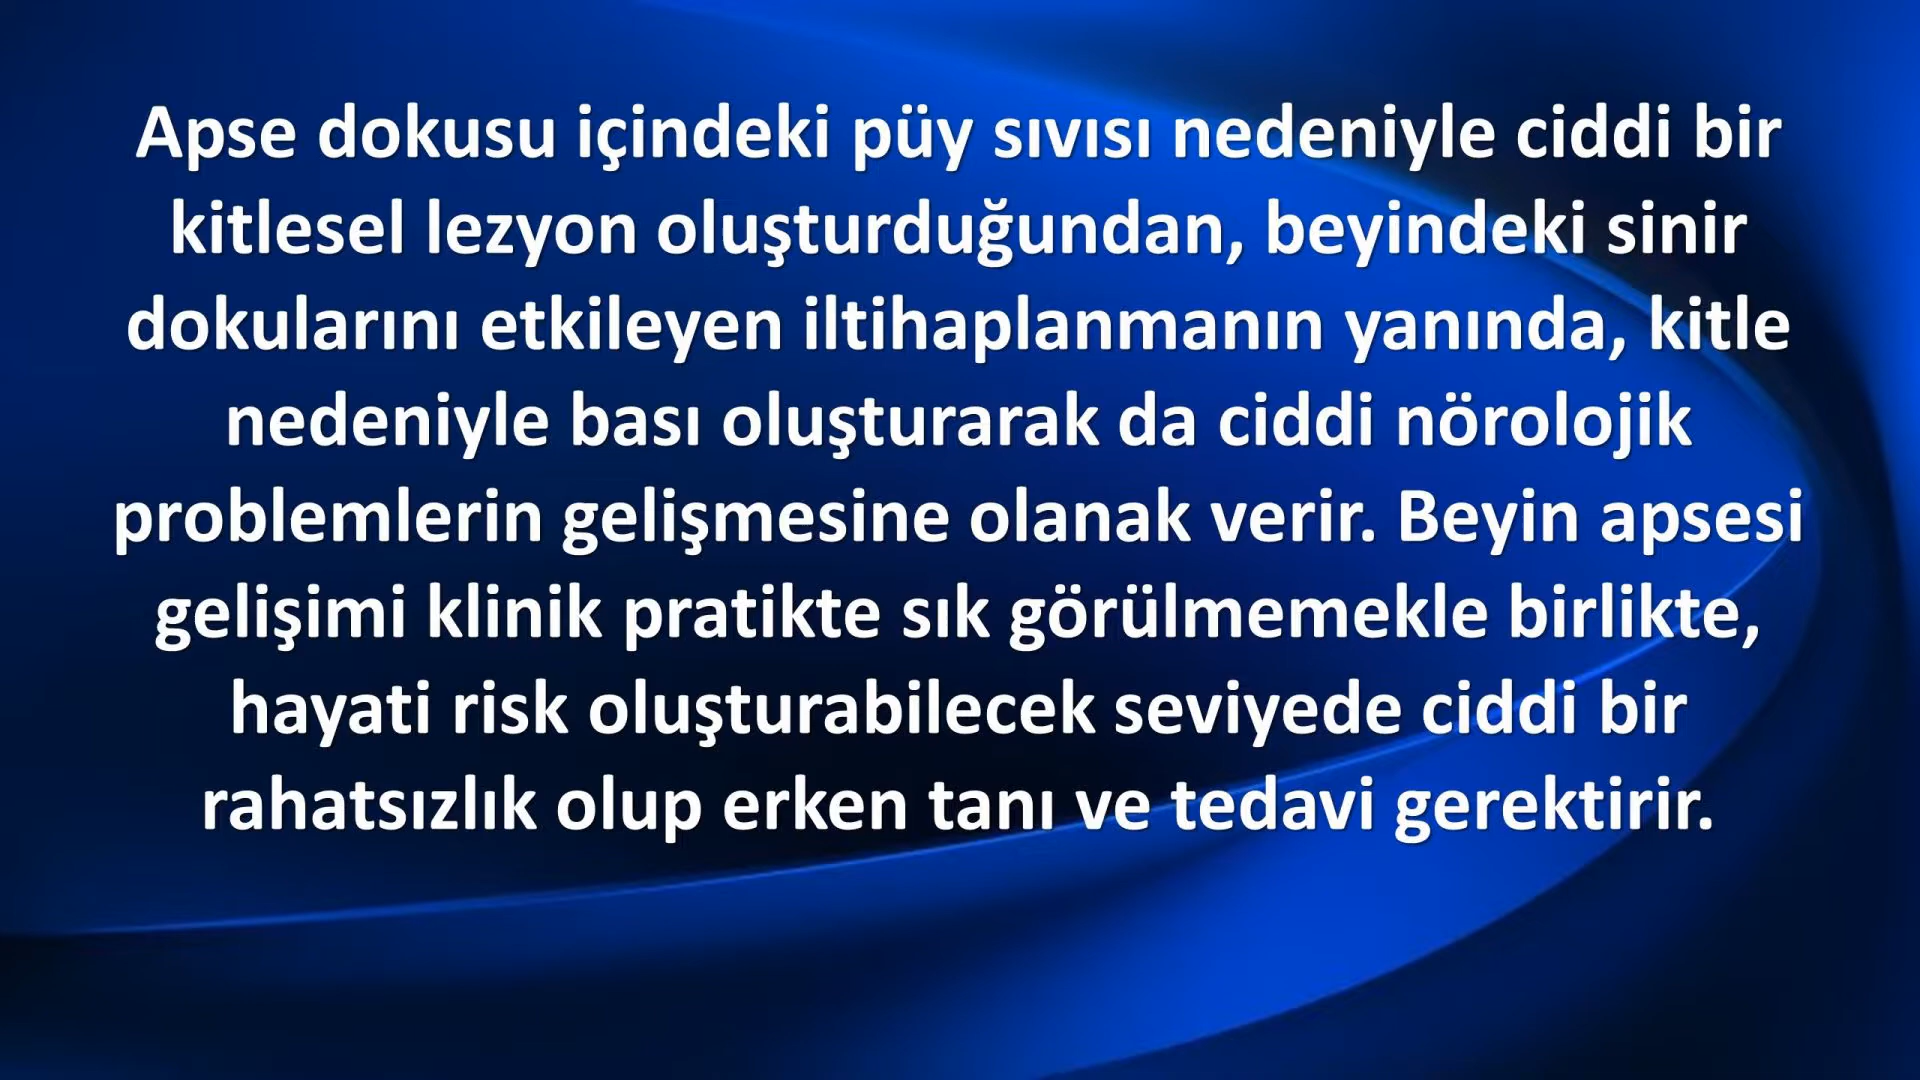 Apse dokusu içindeki püy sıvısı nedeniyle ciddi bir
kitlesel lezyon oluşturduğundan, beyindeki sinir
dokularını etkileyen iltihaplanmanın yanında, kitle
nedeniyle bası oluşturarak da ciddi nörolojik
problemlerin gelişmesine olanak verir. Beyin apsesi
gelişimi klinik pratikte sık görülmemekle birlikte,
hayati risk oluşturabilecek seviyede ciddi bir
rahatsızlık olup erken tanı ve tedavi gerektirir.